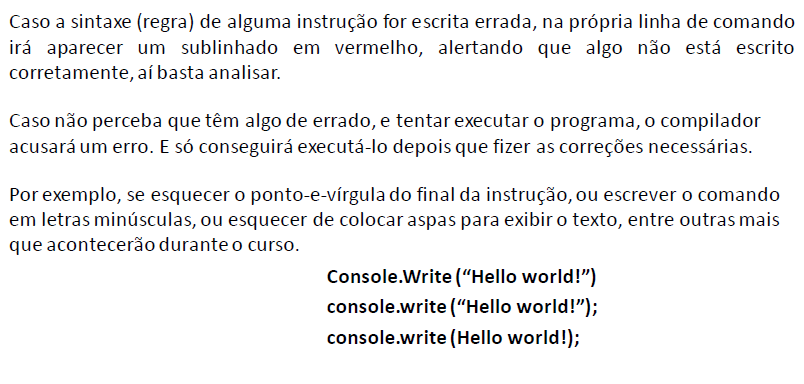 Caso a sintaxe (regra) de alguma instrução for escrita errada, na própria linha de comando
irá aparecer um sublinhado em vermelho, alertando que algo não está escrito
corretamente, aí basta analisar.
Caso não perceba que têm algo de errado, e tentar executar o programa, o compilador
acusará um erro. E só conseguirá executá-lo depois que fizer as correções necessárias.
Por exemplo, se esquecer o ponto-e-vírgula do final da instrução, ou escrever o comando
em letras minúsculas, ou esquecer de colocar aspas para exibir o texto, entre outras mais
que acontecerão durante o curso.
Console.Write (“Hello world!”)
console.write (“Hello world!”);
console.write (Hello world!);